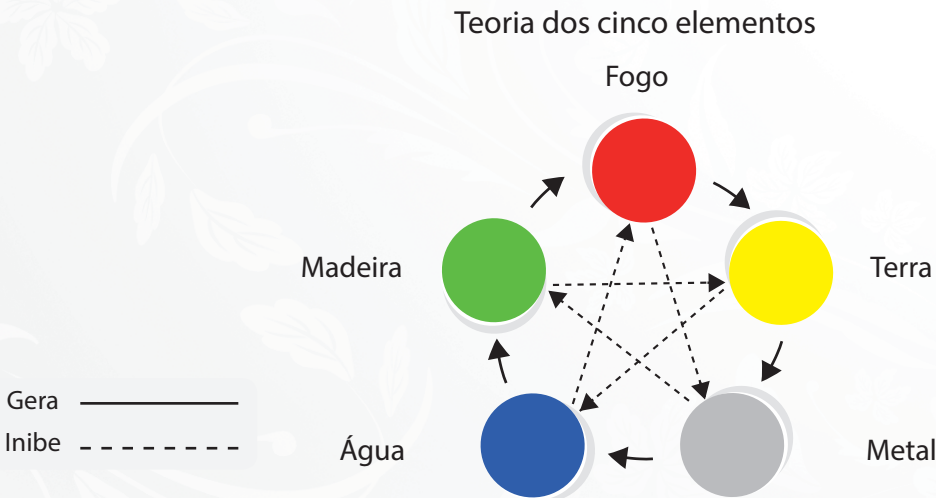 Teoria dos cinco elementos
Fogo
Madeira
Terra
Gera
Inibe
Água
Metal